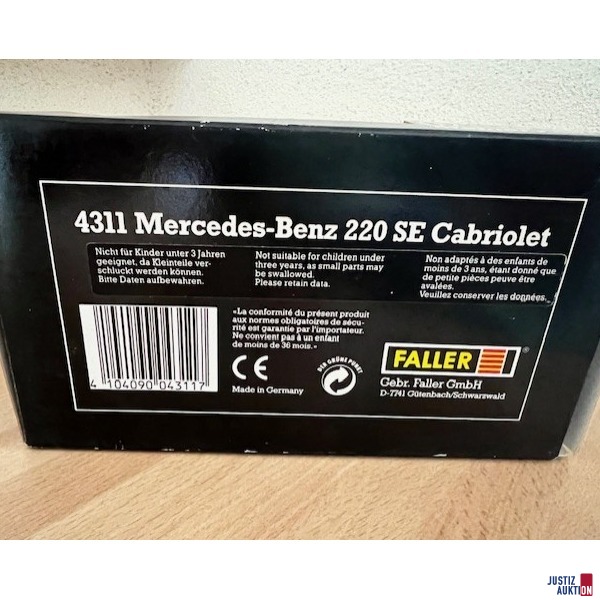 4311 Mercedes-Benz 220 SE Cabriolet
Nicht für Kinder unter 3 Jahren
geeignet, da Kleinteile ver-
schluckt werden können.
Bitte Daten aufbewahren.
Not suitable for children under
three years, as small parts may
be swallowed.
Please retain data.
Non adaptés à des enfants de
moins de 3 ans, étant donné que
de petite pièces peuve être
avalées.
Veuillez conserver les données.
4 104090 043117
«La conformité du présent produit
aux normes obligatoires de sécu-
rité est garantie par l'importateur.
Ne convient pas à un enfant
de moins de 36 mois.»
CE
Made in Germany
DER GRÜNE PUNKT
FALLER ®
Gebr. Faller GmbH
D-7741 Gütenbach/Schwarzwald
JUSTIZ
AUKTION